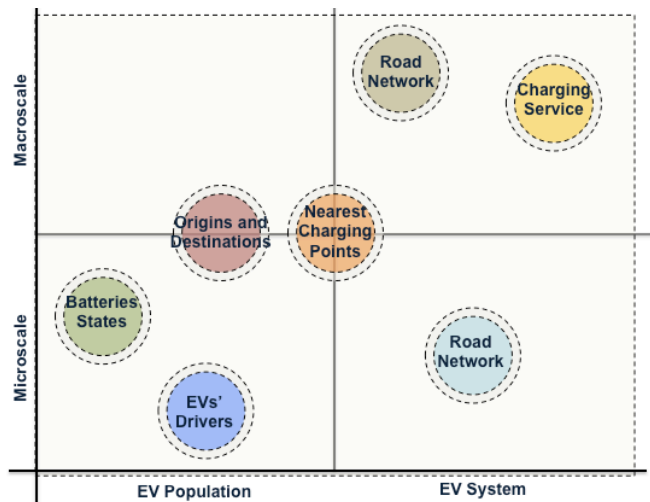 Macroscale
Road
Network
Charging
Service
Origins and
Destinations
Nearest
Charging
Points
Microscale
Batteries
States
Road
Network
EVs'
Drivers
EV Population
EV System